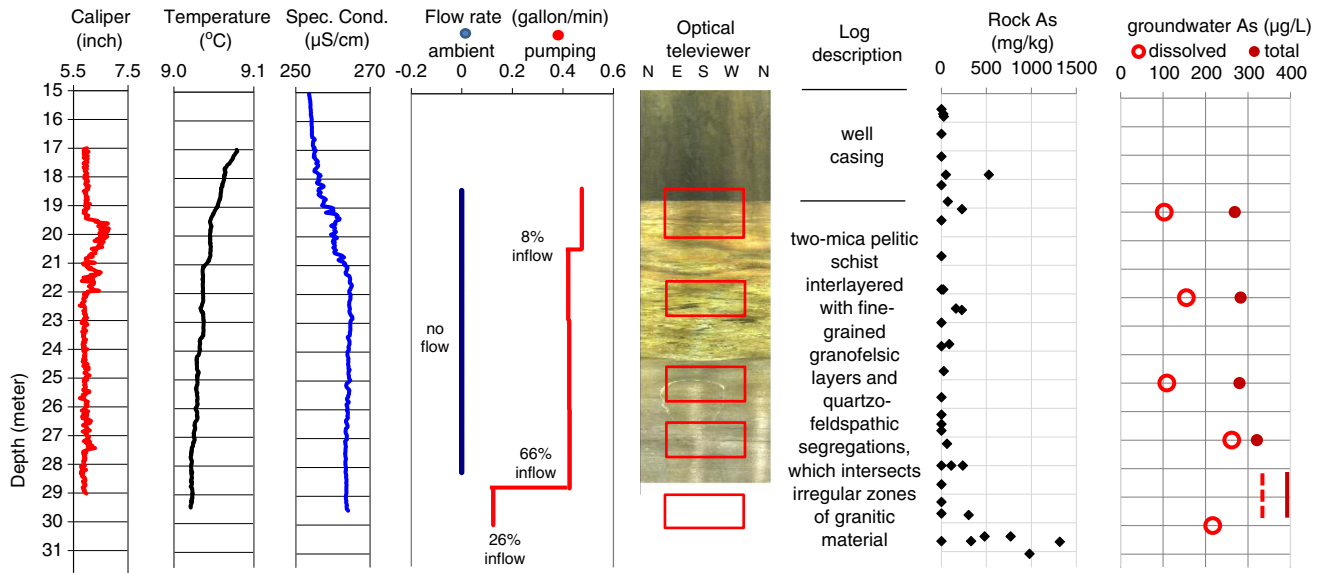 Caliper
(inch)
5.5 7.5
Temperature
(oC)
9.0 9.1
Spec. Cond.
(µS/cm)
250 270
Flow rate (gallon/min)
ambient pumping
-0.2 0 0.2 0.4 0.6
Optical
televiewer
N E S W N
Log
description
Rock As
(mg/kg)
0 500 1000 1500
groundwater As (µg/L)
dissolved total
0 100 200 300 400
Depth (meter)
15
16
17
18
19
20
21
22
23
24
25
26
27
28
29
30
31
no
flow
8%
inflow
66%
inflow
26%
inflow
well
casing
two-mica pelitic
schist
interlayered
with fine-
grained
granofelsic
layers and
quartzo-
feldspathic
segregations,
which intersects
irregular zones
of granitic
material